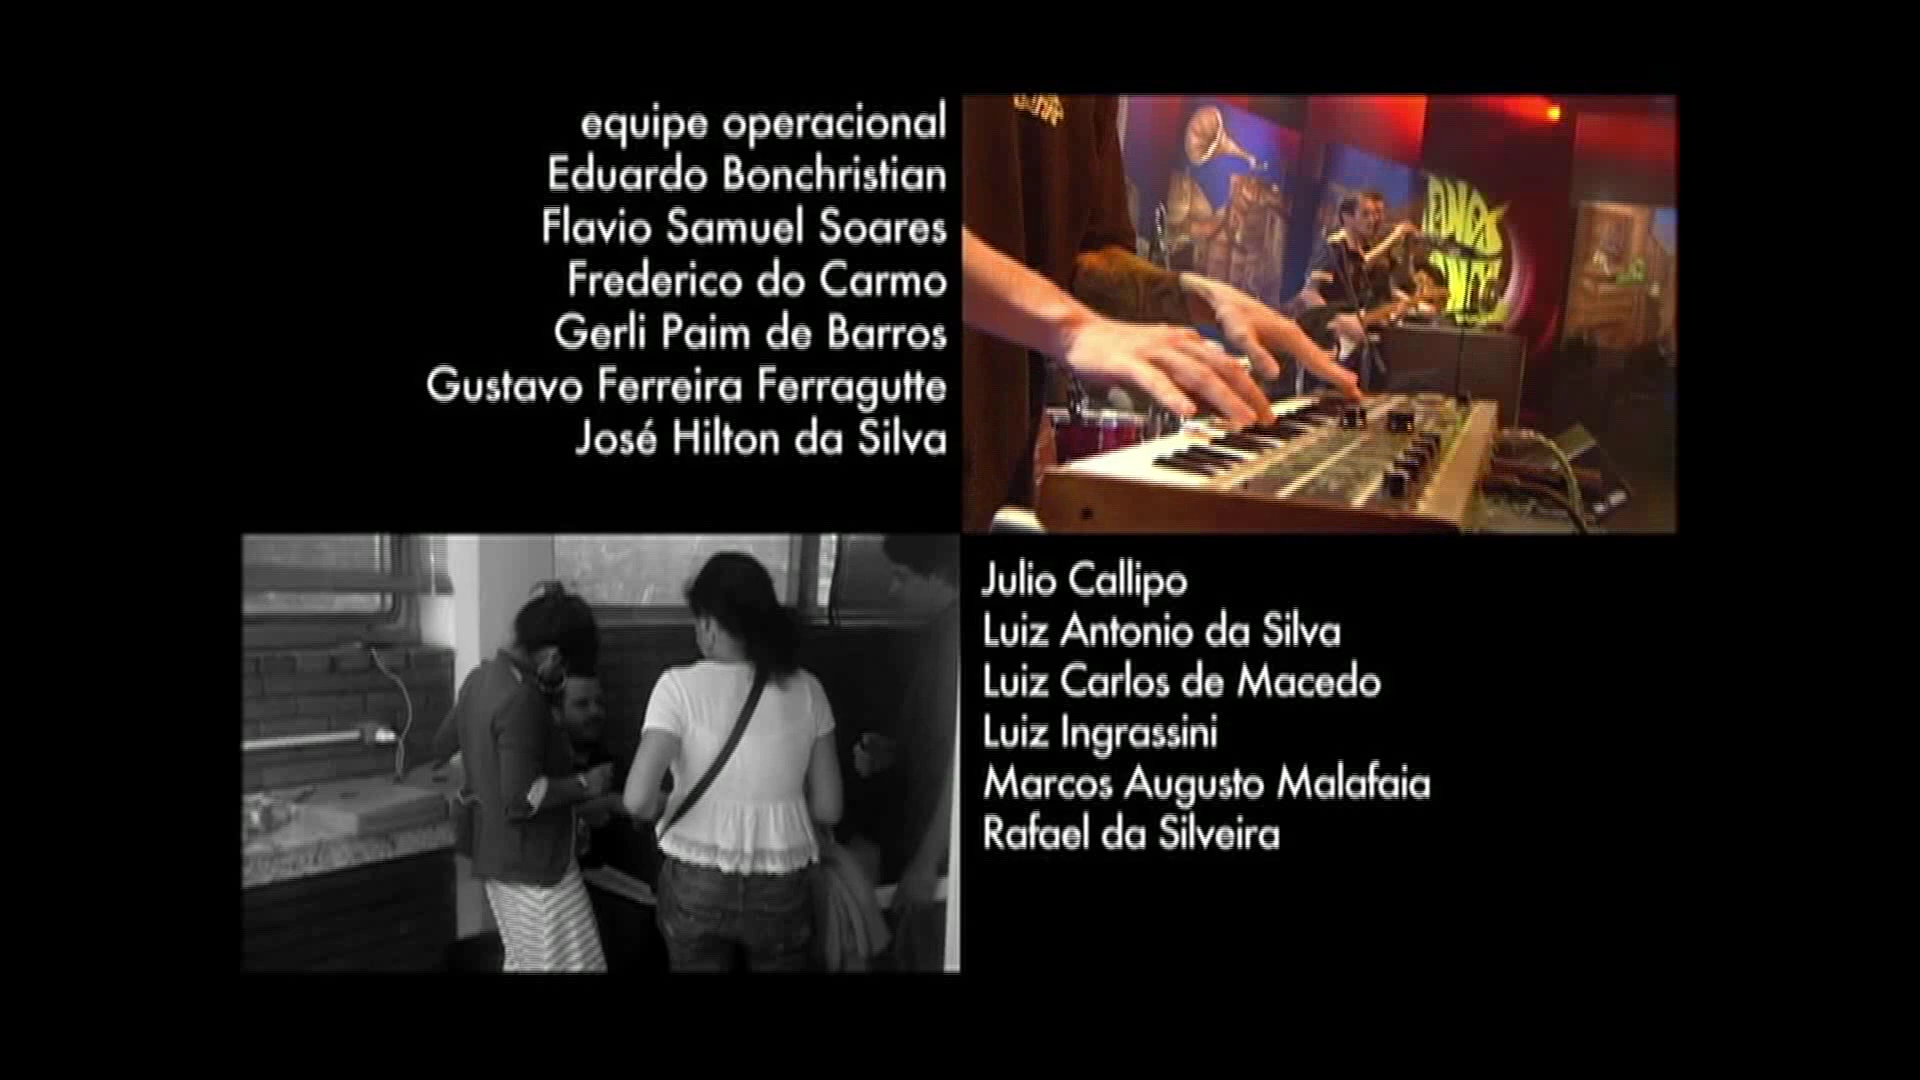 equipe operacional
Eduardo Bonchristian
Flavio Samuel Soares
Frederico do Carmo
Gerli Paim de Barros
Gustavo Ferreira Ferragutte
José Hilton da Silva
Julio Callipo
Luiz Antonio da Silva
Luiz Carlos de Macedo
Luiz Ingrassini
Marcos Augusto Malafaia
Rafael da Silveira